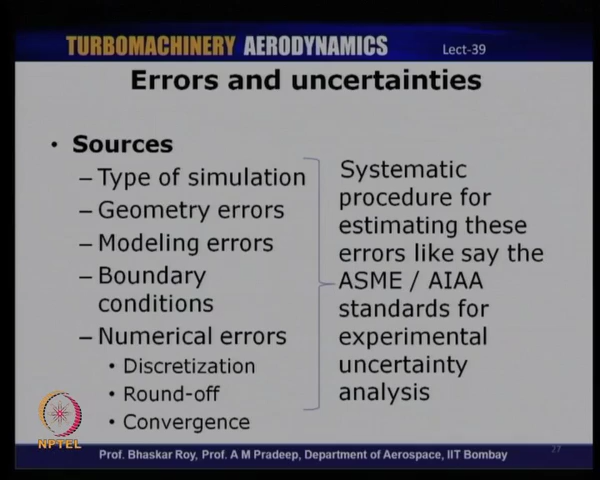 TURBOMACHINERY AERODYNAMICS Lect-39
Errors and uncertainties
• Sources
– Type of simulation
– Geometry errors
– Modeling errors
– Boundary
conditions
– Numerical errors
• Discretization
• Round-off
• Convergence
Systematic
procedure for
estimating these
errors like say the
ASME / AIAA
standards for
experimental
uncertainty
analysis
NPTEL
Prof. Bhaskar Roy, Prof. A M Pradeep, Department of Aerospace, IIT Bombay
27